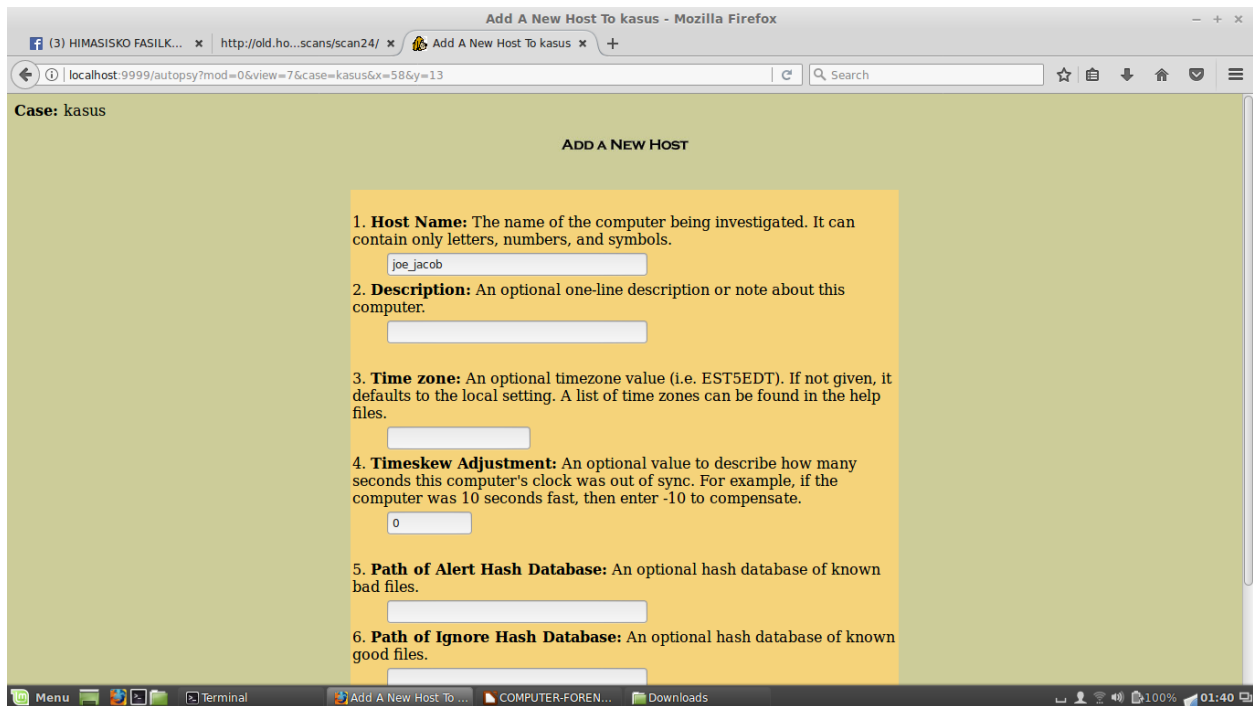 Add A New Host To kasus - Mozilla Firefox
(3) HIMASISKO FASILK... × http://old.ho...scans/scan24/ × Add A New Host To kasus × +
localhost:9999/autopsy?mod=0&view=7&case=kasus&x=58&y=13 Search
Case: kasus
ADD A NEW HOST
1. Host Name: The name of the computer being investigated. It can
contain only letters, numbers, and symbols.
joe_jacob
2. Description: An optional one-line description or note about this
computer.
3. Time zone: An optional timezone value (i.e. EST5EDT). If not given, it
defaults to the local setting. A list of time zones can be found in the help
files.
4. Timeskew Adjustment: An optional value to describe how many
seconds this computer's clock was out of sync. For example, if the
computer was 10 seconds fast, then enter -10 to compensate.
0
5. Path of Alert Hash Database: An optional hash database of known
bad files.
6. Path of Ignore Hash Database: An optional hash database of known
good files.
Menu Terminal Add A New Host To ... COMPUTER-FOREN... Downloads 100% 01:40